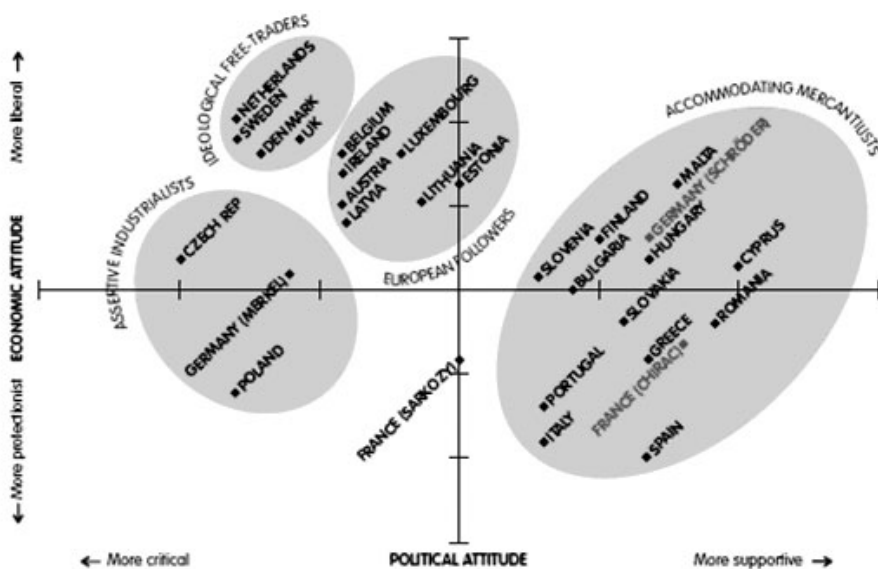 IDEOLOGICAL FREE-TRADERS
NETHERLANDS
SWEDEN
DENMARK
UK
BELGIUM
IRELAND
AUSTRIA
LATVIA
LUXEMBOURG
LITHUANIA
ESTONIA
EUROPEAN FOLLOWERS
ACCOMMODATING MERCANTILISTS
MALTA
GERMANY (SCHRÖDER)
FINLAND
HUNGARY
SLOVENIA
BULGARIA
CYPRUS
SLOVAKIA
ROMANIA
GREECE
FRANCE (CHIRAC)
PORTUGAL
ITALY
SPAIN
ASSERTIVE INDUSTRIALISTS
CZECH REP
GERMANY (MERKEL)
POLAND
FRANCE (SARKOZY)
More liberal →
ECONOMIC ATTITUDE
← More protectionist
← More critical
POLITICAL ATTITUDE
More supportive →